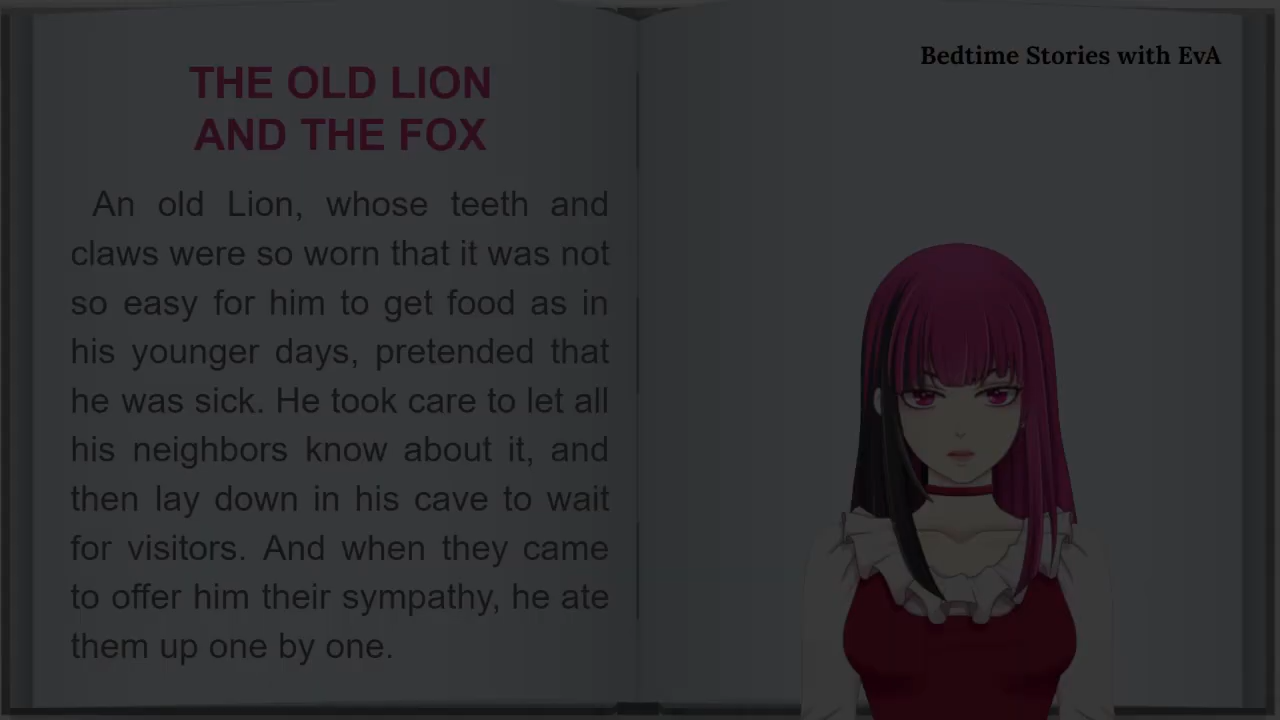 THE OLD LION
AND THE FOX
An old Lion, whose teeth and
claws were so worn that it was not
so easy for him to get food as in
his younger days, pretended that
he was sick. He took care to let all
his neighbors know about it, and
then lay down in his cave to wait
for visitors. And when they came
to offer him their sympathy, he ate
them up one by one.
Bedtime Stories with EvA